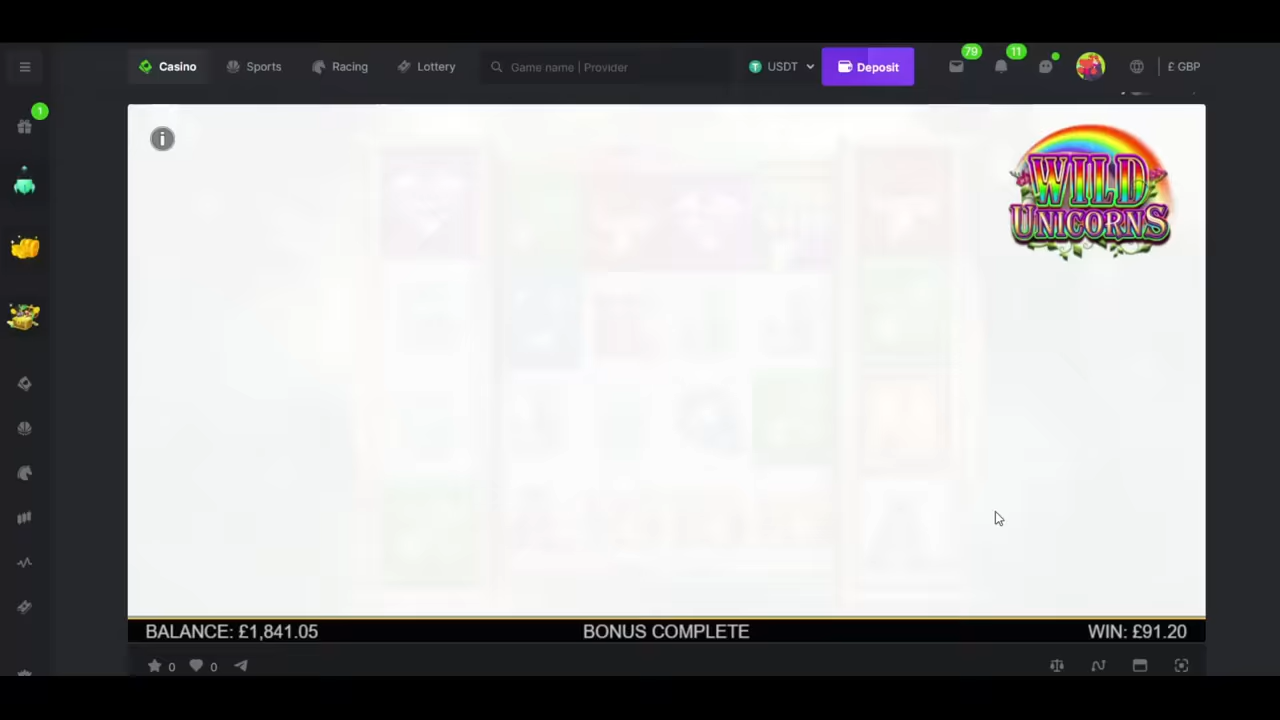 Casino
Sports
Racing
Lottery
Game name | Provider
USDT
Deposit
79
11
£ GBP
1
i
WILD
UNICORNS
BALANCE: £1,841.05
BONUS COMPLETE
WIN: £91.20
0
0